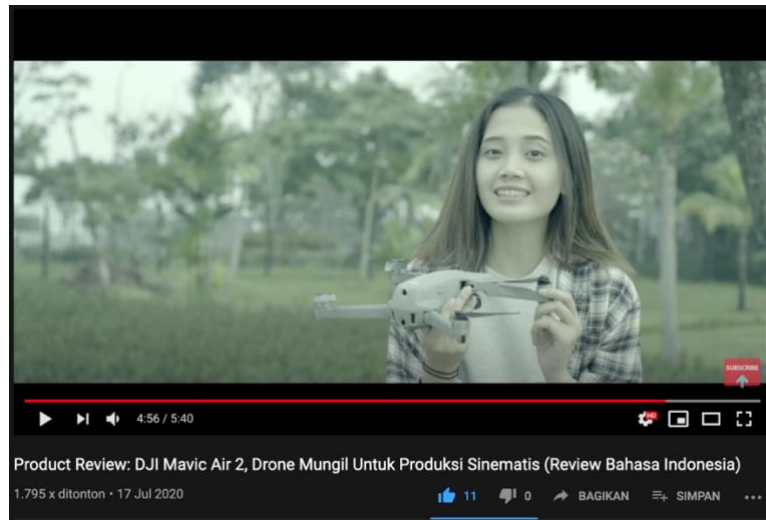 SUBSCRIBE
4:56 / 5:40
HD
Product Review: DJI Mavic Air 2, Drone Mungil Untuk Produksi Sinematis (Review Bahasa Indonesia)
1.795 x ditonton • 17 Jul 2020
11
0
BAGIKAN
SIMPAN